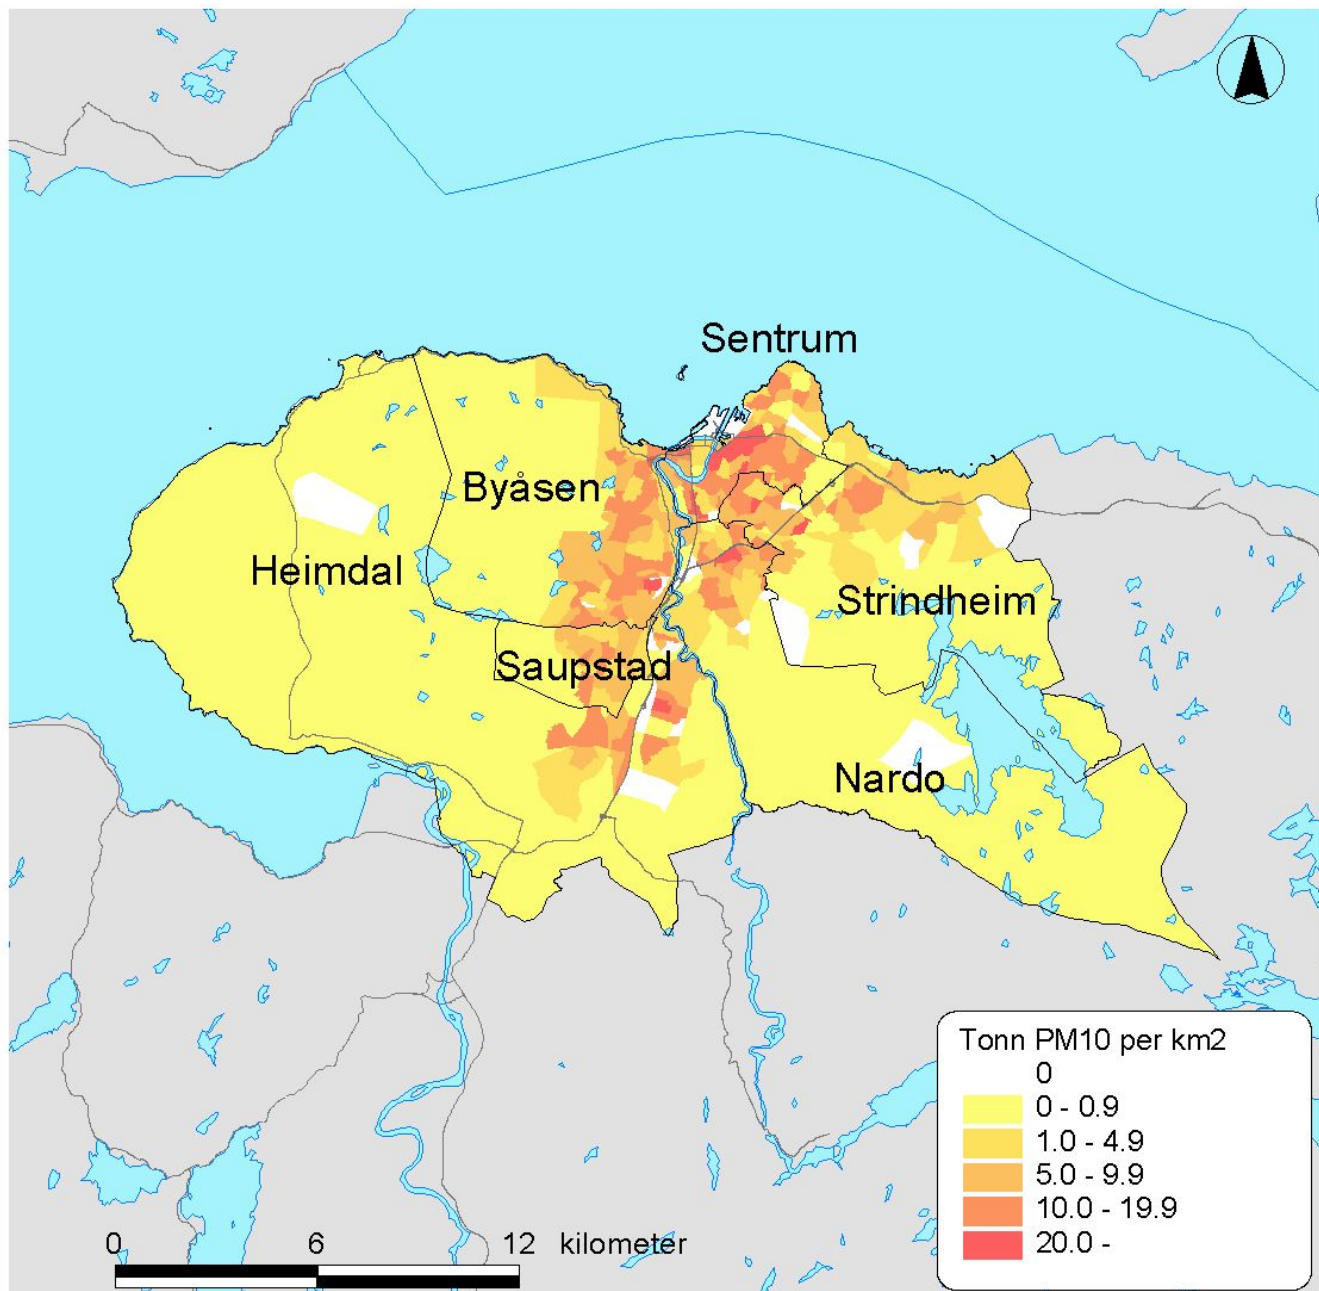 Sentrum
Byåsen
Heimdal
Strindheim
Saupstad
Nardo
Tonn PM10 per km2
0
0 - 0.9
1.0 - 4.9
5.0 - 9.9
10.0 - 19.9
20.0 -
0 6 12 kilometer